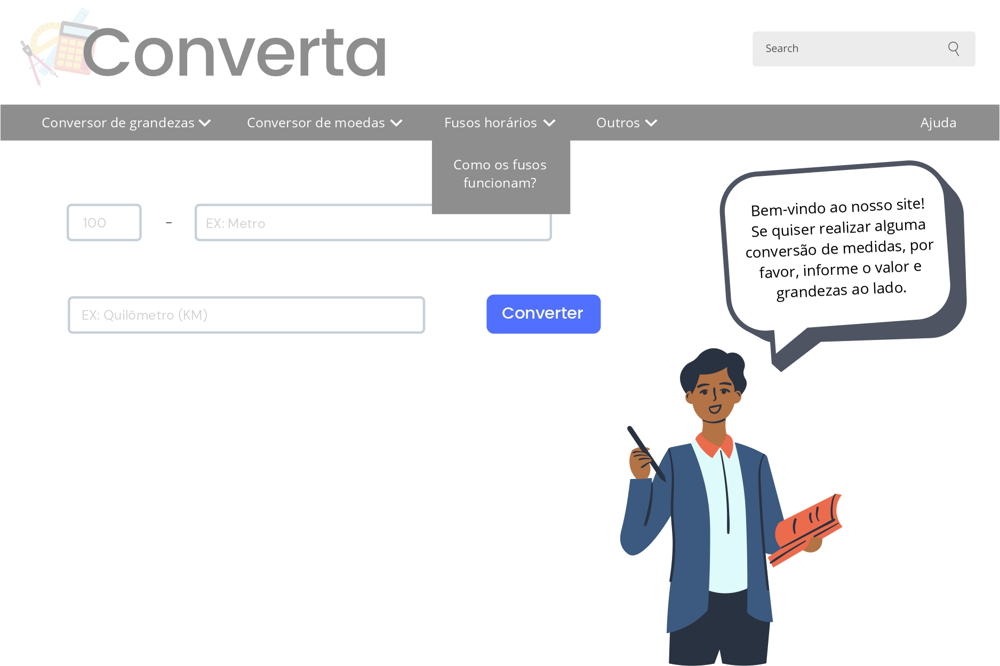 Converta
Search
Conversor de grandezas
Conversor de moedas
Fusos horários
Outros
Ajuda
Como os fusos
funcionam?
100
-
EX: Metro
EX: Quilômetro (KM)
Converter
Bem-vindo ao nosso site!
Se quiser realizar alguma
conversão de medidas, por
favor, informe o valor e
grandezas ao lado.